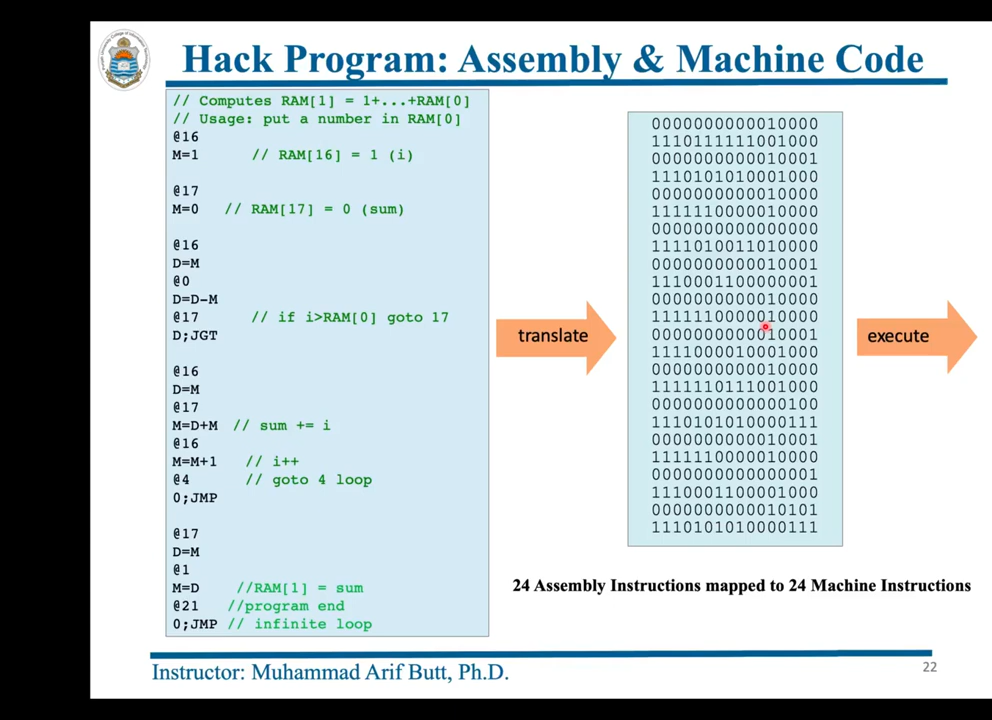 Hack Program: Assembly & Machine Code
// Computes RAM[1] = 1+...+RAM[0]
// Usage: put a number in RAM[0]
@16
M=1 // RAM[16] = 1 (i)
@17
M=0 // RAM[17] = 0 (sum)
@16
D=M
@0
D=D-M
@17 // if i>RAM[0] goto 17
D;JGT
@16
D=M
@17
M=D+M // sum += i
@16
M=M+1 // i++
@4 // goto 4 loop
0;JMP
@17
D=M
@1
M=D //RAM[1] = sum
@21 //program end
0;JMP // infinite loop
translate
0000000000010000
1110111111001000
0000000000010001
1110101010001000
0000000000010000
1111110000010000
0000000000000000
1111010011010000
0000000000010001
1110001100000001
0000000000010000
1111110000010000
0000000000010001
1111000010001000
0000000000010000
1111110111001000
0000000000000100
1110101010000111
0000000000010001
1111110000010000
0000000000000001
1110001100001000
0000000000010101
1110101010000111
execute
24 Assembly Instructions mapped to 24 Machine Instructions
Instructor: Muhammad Arif Butt, Ph.D.
22